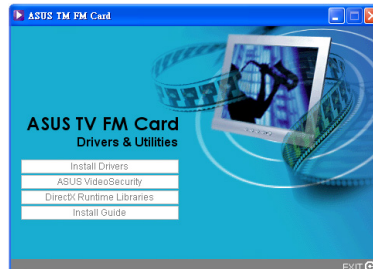 ASUS TM FM Card
ASUS TV FM Card
Drivers & Utilities
Install Drivers
ASUS VideoSecurity
DirectX Runtime Libraries
Install Guide
EXIT